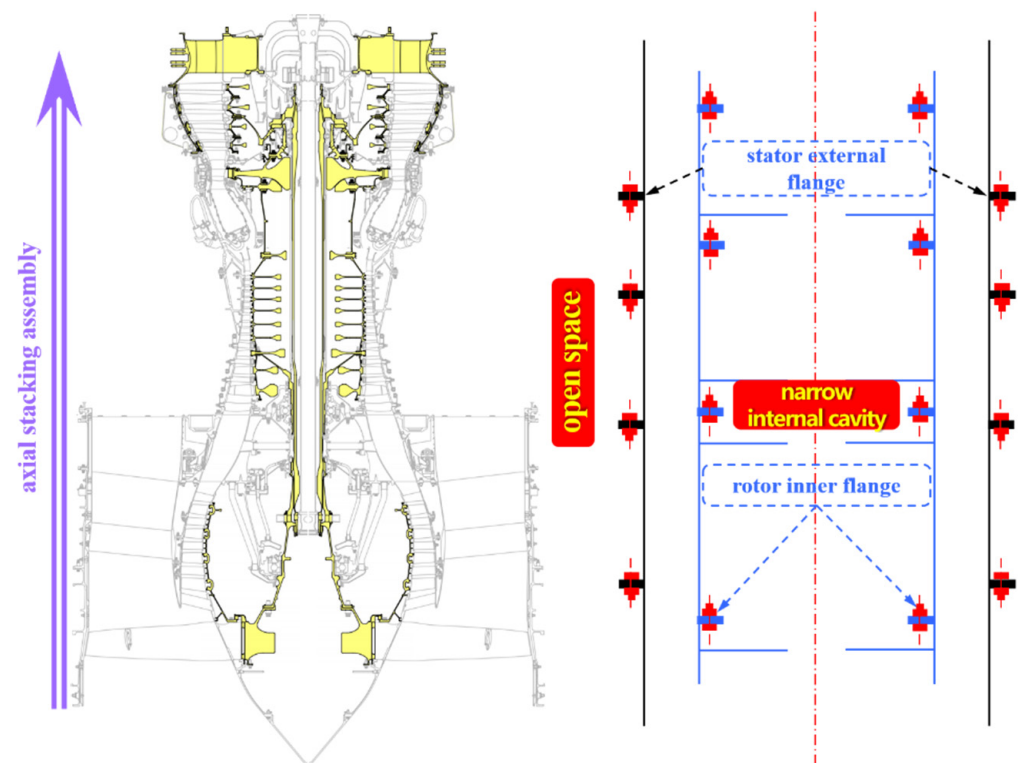 axial stacking assembly
open space
stator external
flange
narrow
internal cavity
rotor inner flange